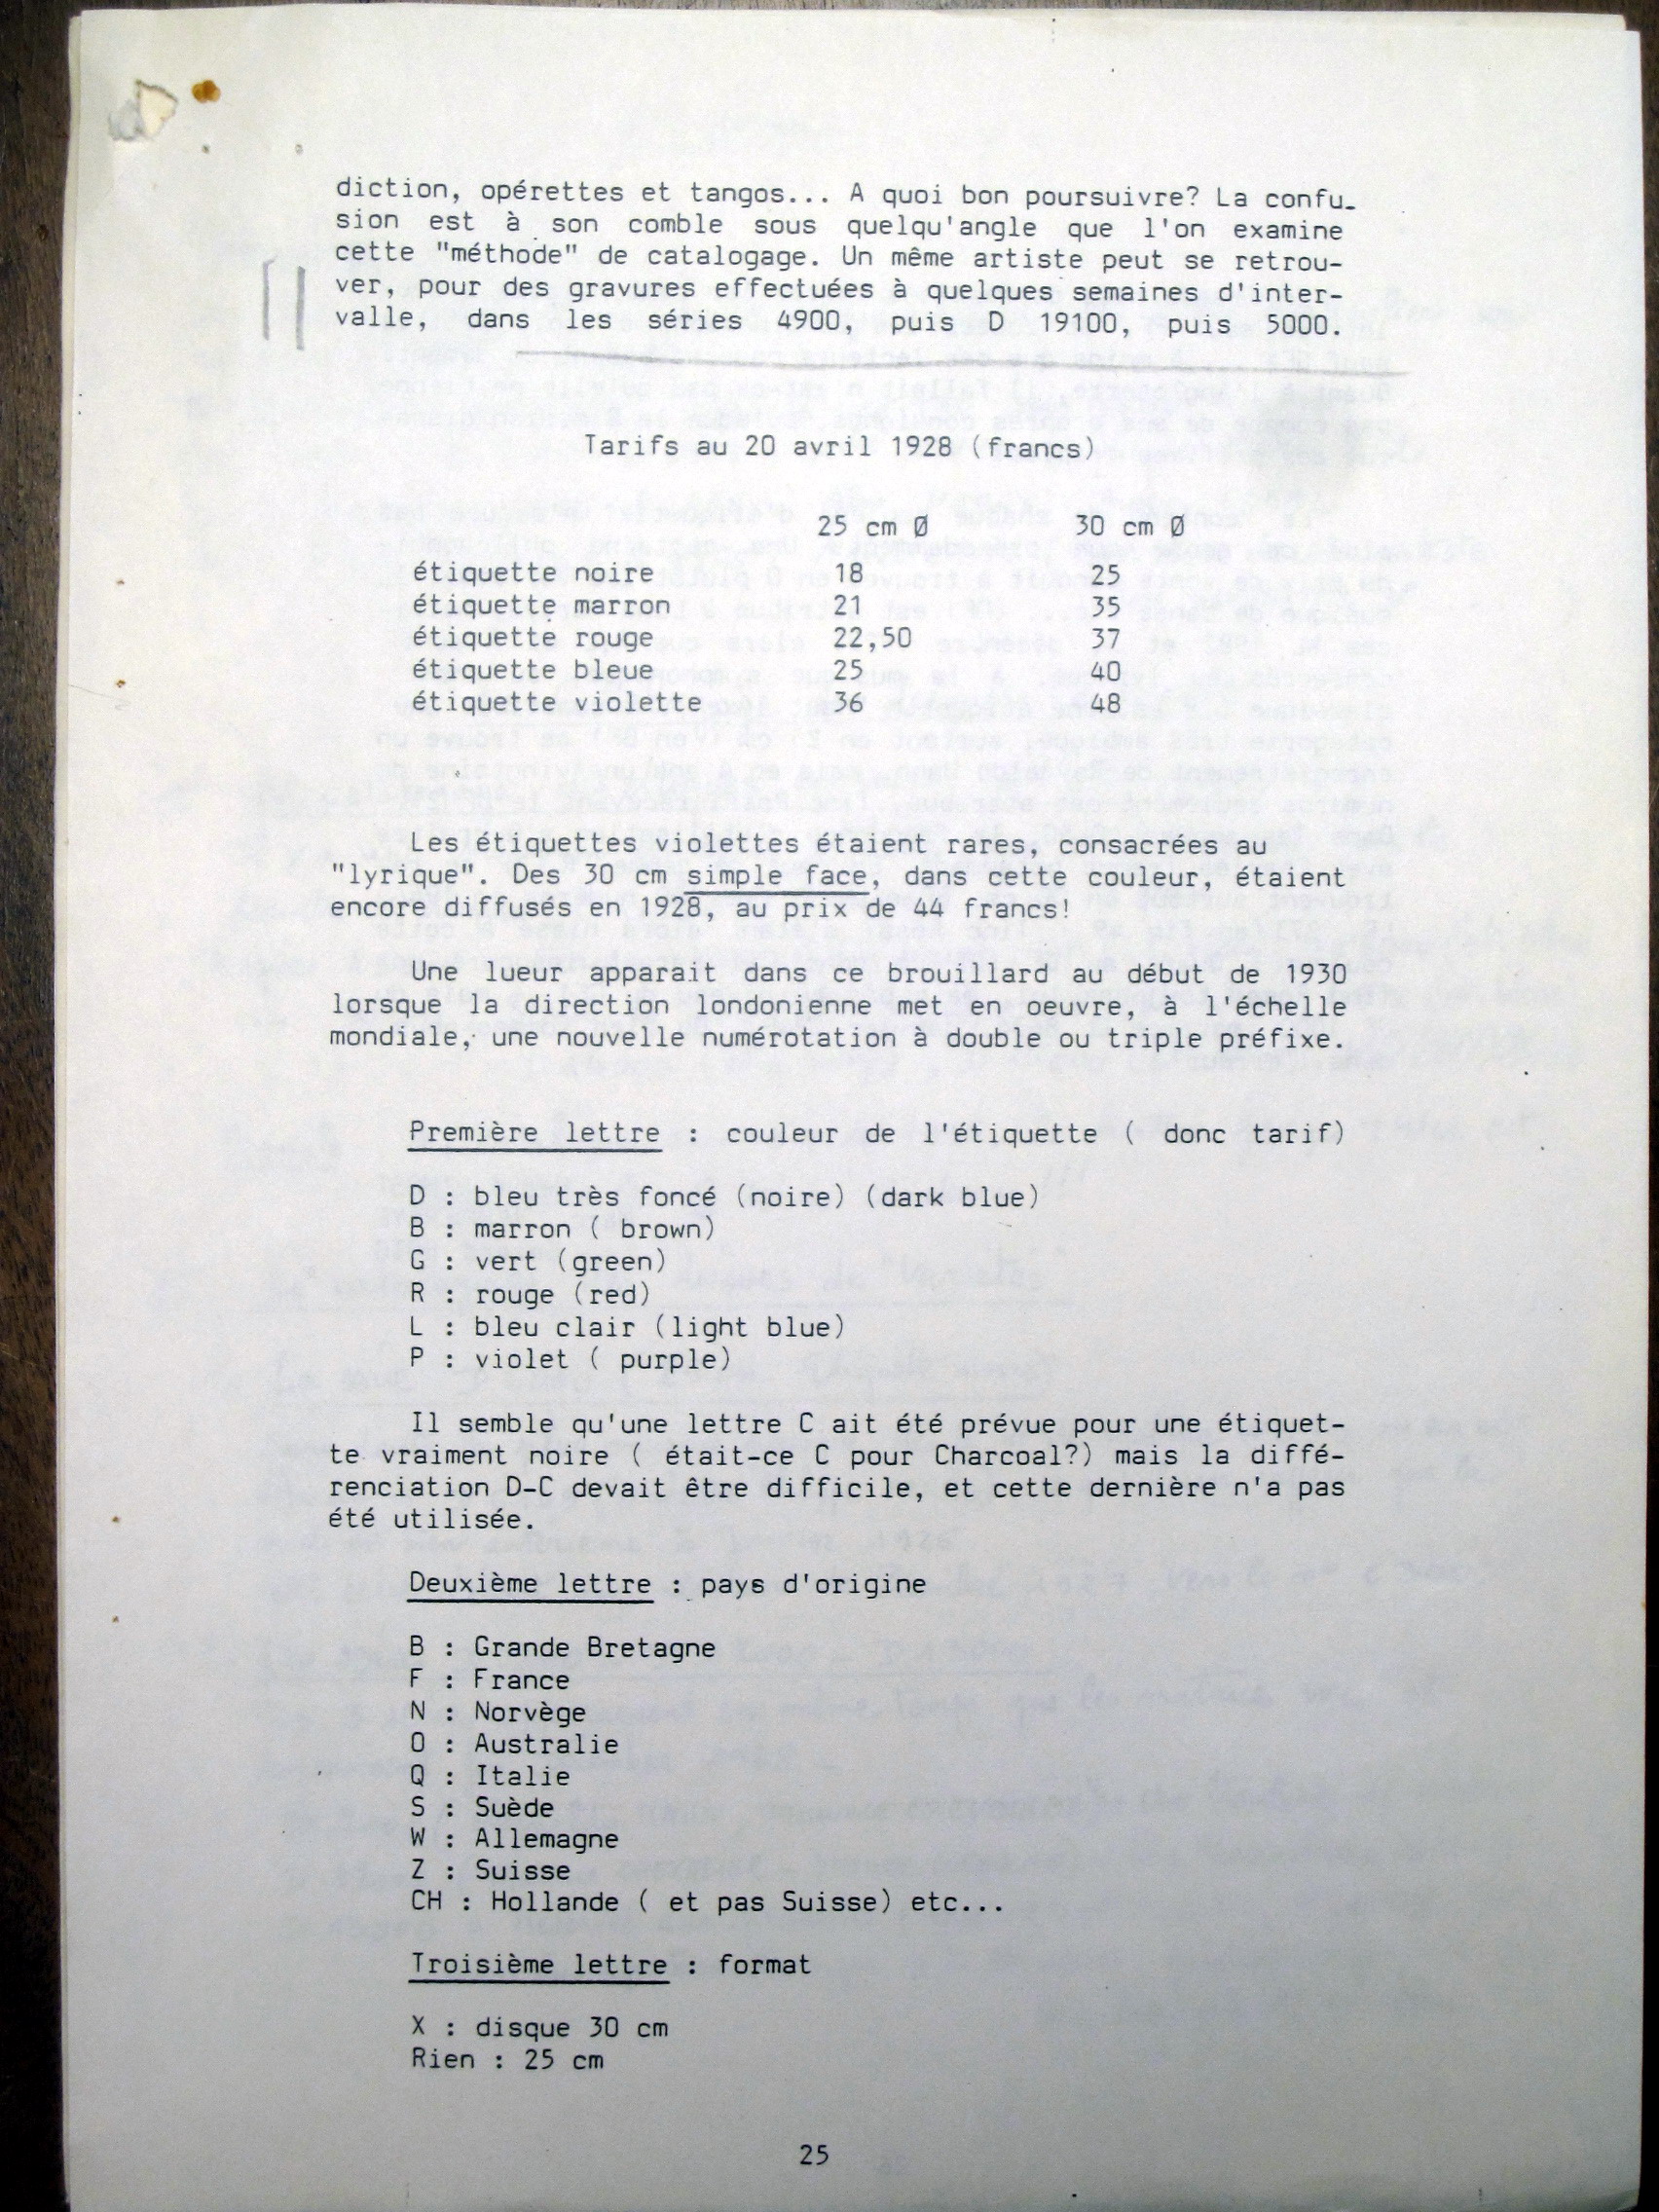 diction, opérettes et tangos... A quoi bon poursuivre? La confu-
sion est à son comble sous quelqu'angle que l'on examine
cette "méthode" de catalogage. Un même artiste peut se retrou-
ver, pour des gravures effectuées à quelques semaines d'inter-
valle, dans les séries 4900, puis D 19100, puis 5000.
Tarifs au 20 avril 1928 (francs)
25 cm Ø 30 cm Ø
étiquette noire 18 25
étiquette marron 21 35
étiquette rouge 22,50 37
étiquette bleue 25 40
étiquette violette 36 48
Les étiquettes violettes étaient rares, consacrées au
"lyrique". Des 30 cm simple face, dans cette couleur, étaient
encore diffusés en 1928, au prix de 44 francs!
Une lueur apparait dans ce brouillard au début de 1930
lorsque la direction londonienne met en oeuvre, à l'échelle
mondiale, une nouvelle numérotation à double ou triple préfixe.
Première lettre : couleur de l'étiquette ( donc tarif)
D : bleu très foncé (noire) (dark blue)
B : marron ( brown)
G : vert (green)
R : rouge (red)
L : bleu clair (light blue)
P : violet ( purple)
Il semble qu'une lettre C ait été prévue pour une étiquet-
te vraiment noire ( était-ce C pour Charcoal?) mais la diffé-
renciation D-C devait être difficile, et cette dernière n'a pas
été utilisée.
Deuxième lettre : pays d'origine
B : Grande Bretagne
F : France
N : Norvège
O : Australie
Q : Italie
S : Suède
W : Allemagne
Z : Suisse
CH : Hollande ( et pas Suisse) etc...
Troisième lettre : format
X : disque 30 cm
Rien : 25 cm
25